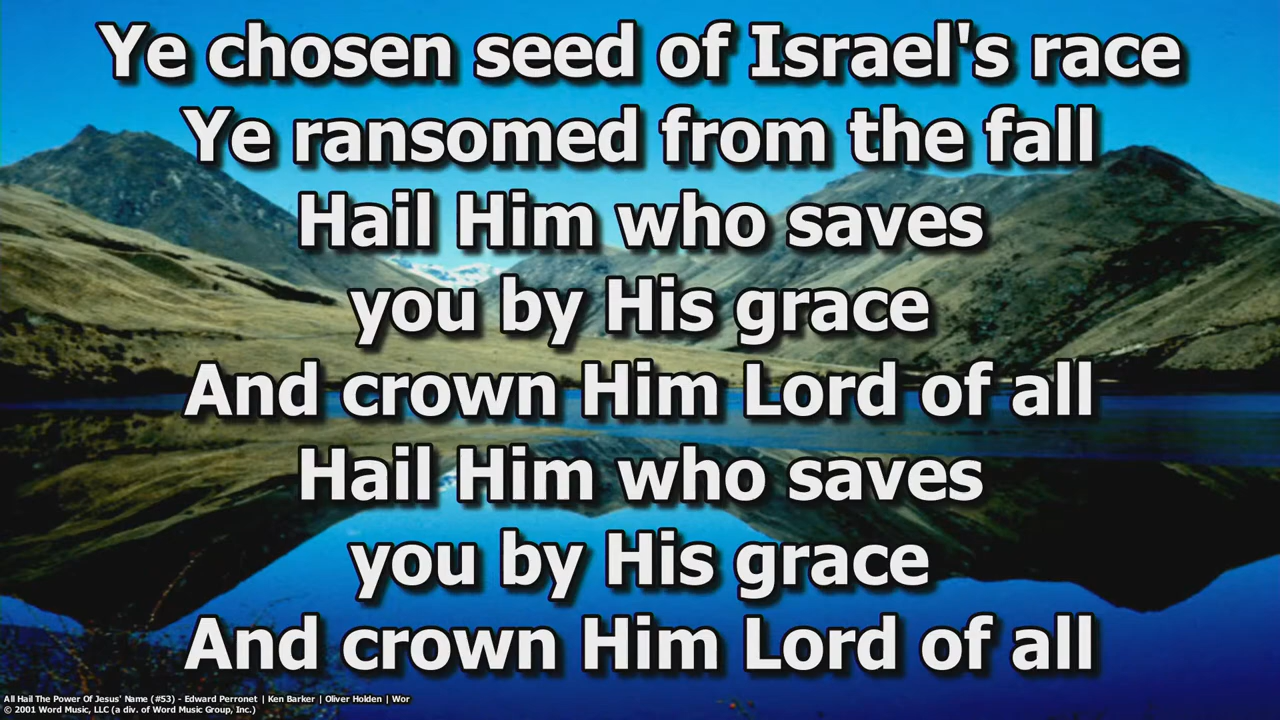 Ye chosen seed of Israel's race
Ye ransomed from the fall
Hail Him who saves
you by His grace
And crown Him Lord of all
Hail Him who saves
you by His grace
And crown Him Lord of all
All Hail The Power Of Jesus' Name (#53) - Edward Perronet | Ken Barker | Oliver Holden | Wor
© 2001 Word Music, LLC (a div. of Word Music Group, Inc.)